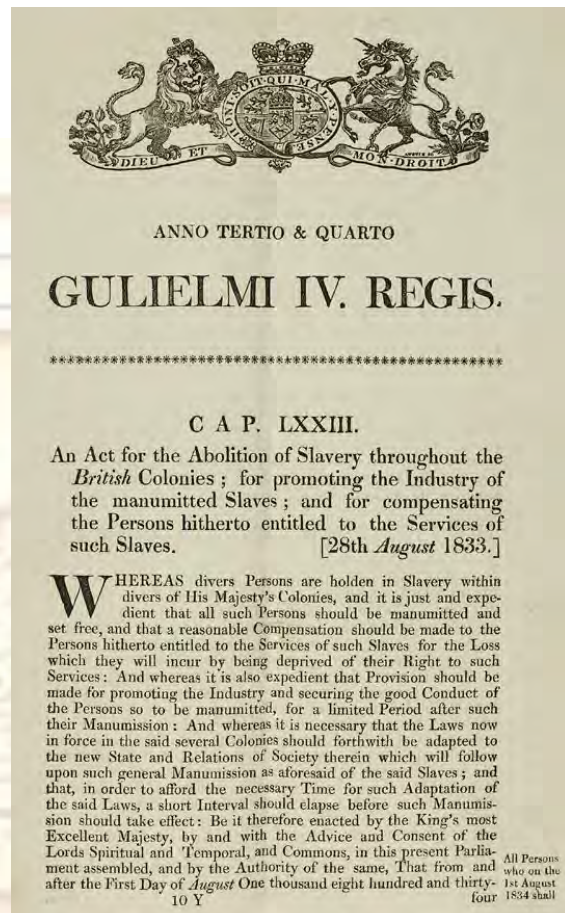 HONI·SOIT·QUI·MAL·Y·PENSE
DIEU ET MON·DROIT
ANNO TERTIO & QUARTO
GULIELMI IV. REGIS.
C A P. LXXIII.
An Act for the Abolition of Slavery throughout the
British Colonies ; for promoting the Industry of
the manumitted Slaves ; and for compensating
the Persons hitherto entitled to the Services of
such Slaves. [28th August 1833.]
WHEREAS divers Persons are holden in Slavery within
divers of His Majesty's Colonies, and it is just and expe-
dient that all such Persons should be manumitted and
set free, and that a reasonable Compensation should be made to the
Persons hitherto entitled to the Services of such Slaves for the Loss
which they will incur by being deprived of their Right to such
Services : And whereas it is also expedient that Provision should be
made for promoting the Industry and securing the good Conduct of
the Persons so to be manumitted, for a limited Period after such
their Manumission : And whereas it is necessary that the Laws now
in force in the said several Colonies should forthwith be adapted to
the new State and Relations of Society therein which will follow
upon such general Manumission as aforesaid of the said Slaves ; and
that, in order to afford the necessary Time for such Adaptation of
the said Laws, a short Interval should elapse before such Manumis-
sion should take effect: Be it therefore enacted by the King's most
Excellent Majesty, by and with the Advice and Consent of the
Lords Spiritual and Temporal, and Commons, in this present Parlia-
ment assembled, and by the Authority of the same, That from and
after the First Day of August One thousand eight hundred and thirty-
10 Y four
All Persons
who on the
1st August
1834 shall